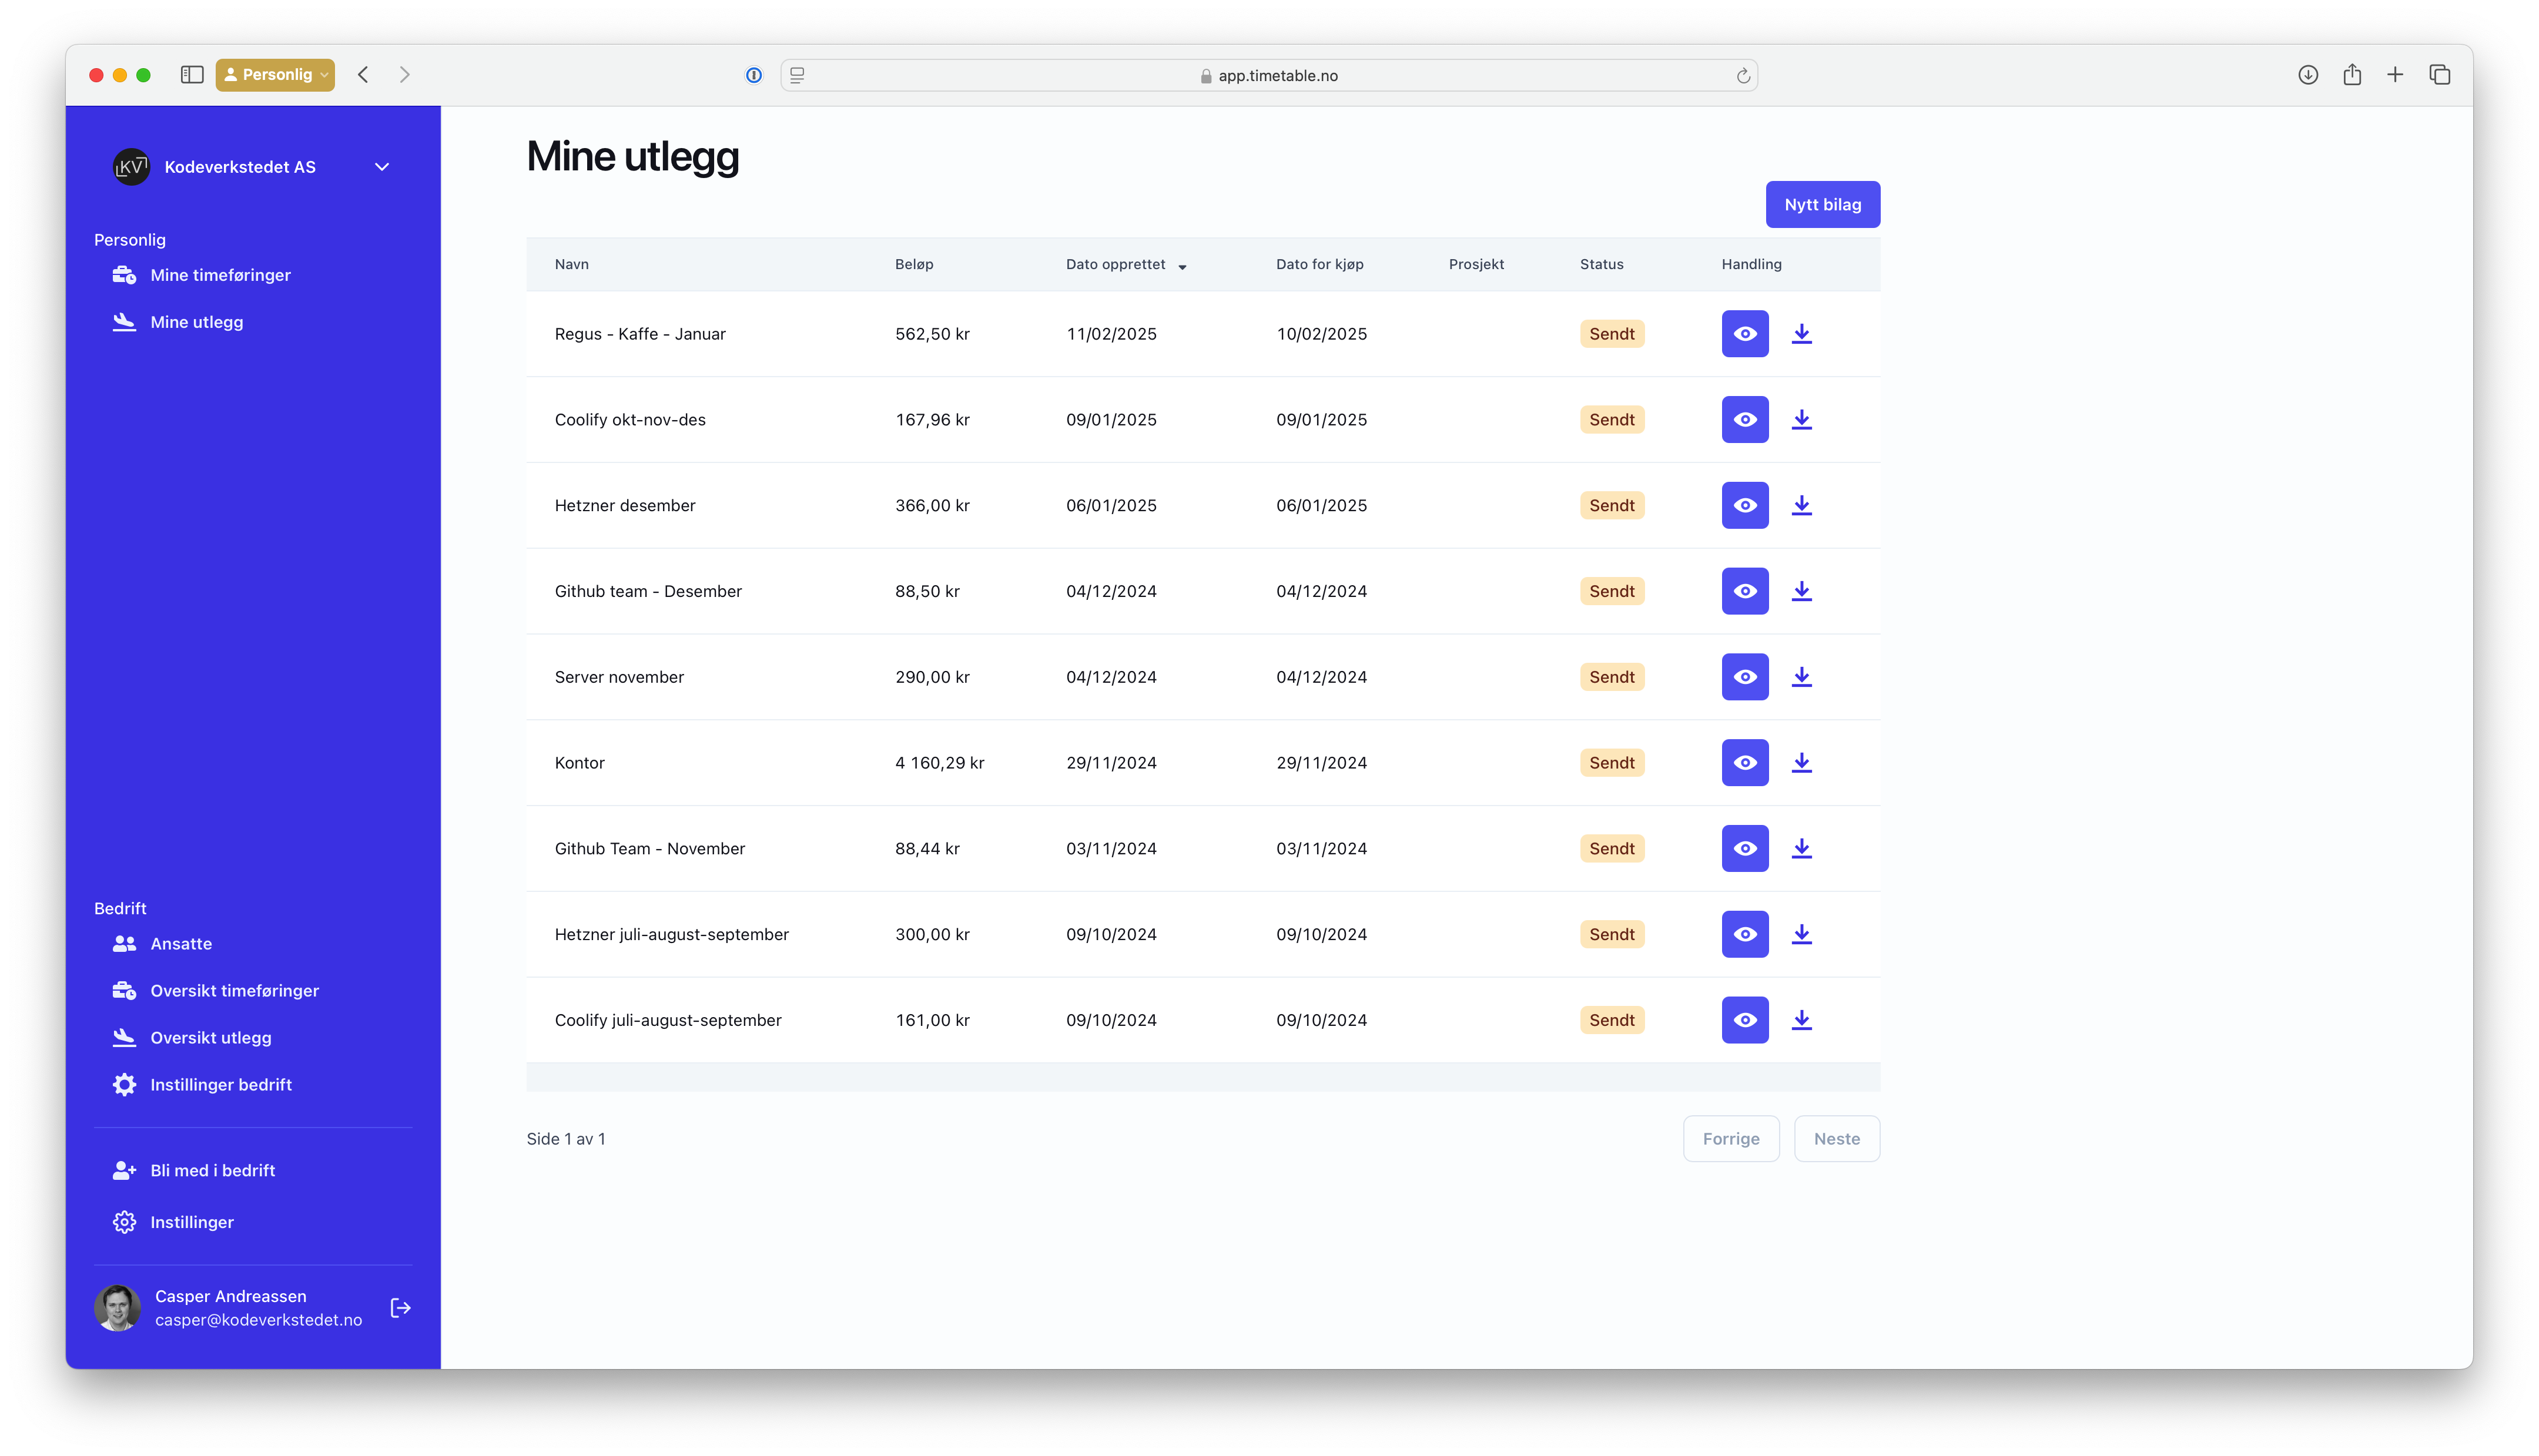 Personlig
app.timetable.no
KV
Kodeverkstedet AS
Personlig
Mine timeføringer
Mine utlegg
Bedrift
Ansatte
Oversikt timeføringer
Oversikt utlegg
Instillinger bedrift
Bli med i bedrift
Instillinger
Casper Andreassen
casper@kodeverkstedet.no
Mine utlegg
Nytt bilag
Navn Beløp Dato opprettet Dato for kjøp Prosjekt Status Handling
Regus - Kaffe - Januar 562,50 kr 11/02/2025 10/02/2025 Sendt
Coolify okt-nov-des 167,96 kr 09/01/2025 09/01/2025 Sendt
Hetzner desember 366,00 kr 06/01/2025 06/01/2025 Sendt
Github team - Desember 88,50 kr 04/12/2024 04/12/2024 Sendt
Server november 290,00 kr 04/12/2024 04/12/2024 Sendt
Kontor 4 160,29 kr 29/11/2024 29/11/2024 Sendt
Github Team - November 88,44 kr 03/11/2024 03/11/2024 Sendt
Hetzner juli-august-september 300,00 kr 09/10/2024 09/10/2024 Sendt
Coolify juli-august-september 161,00 kr 09/10/2024 09/10/2024 Sendt
Side 1 av 1
Forrige Neste